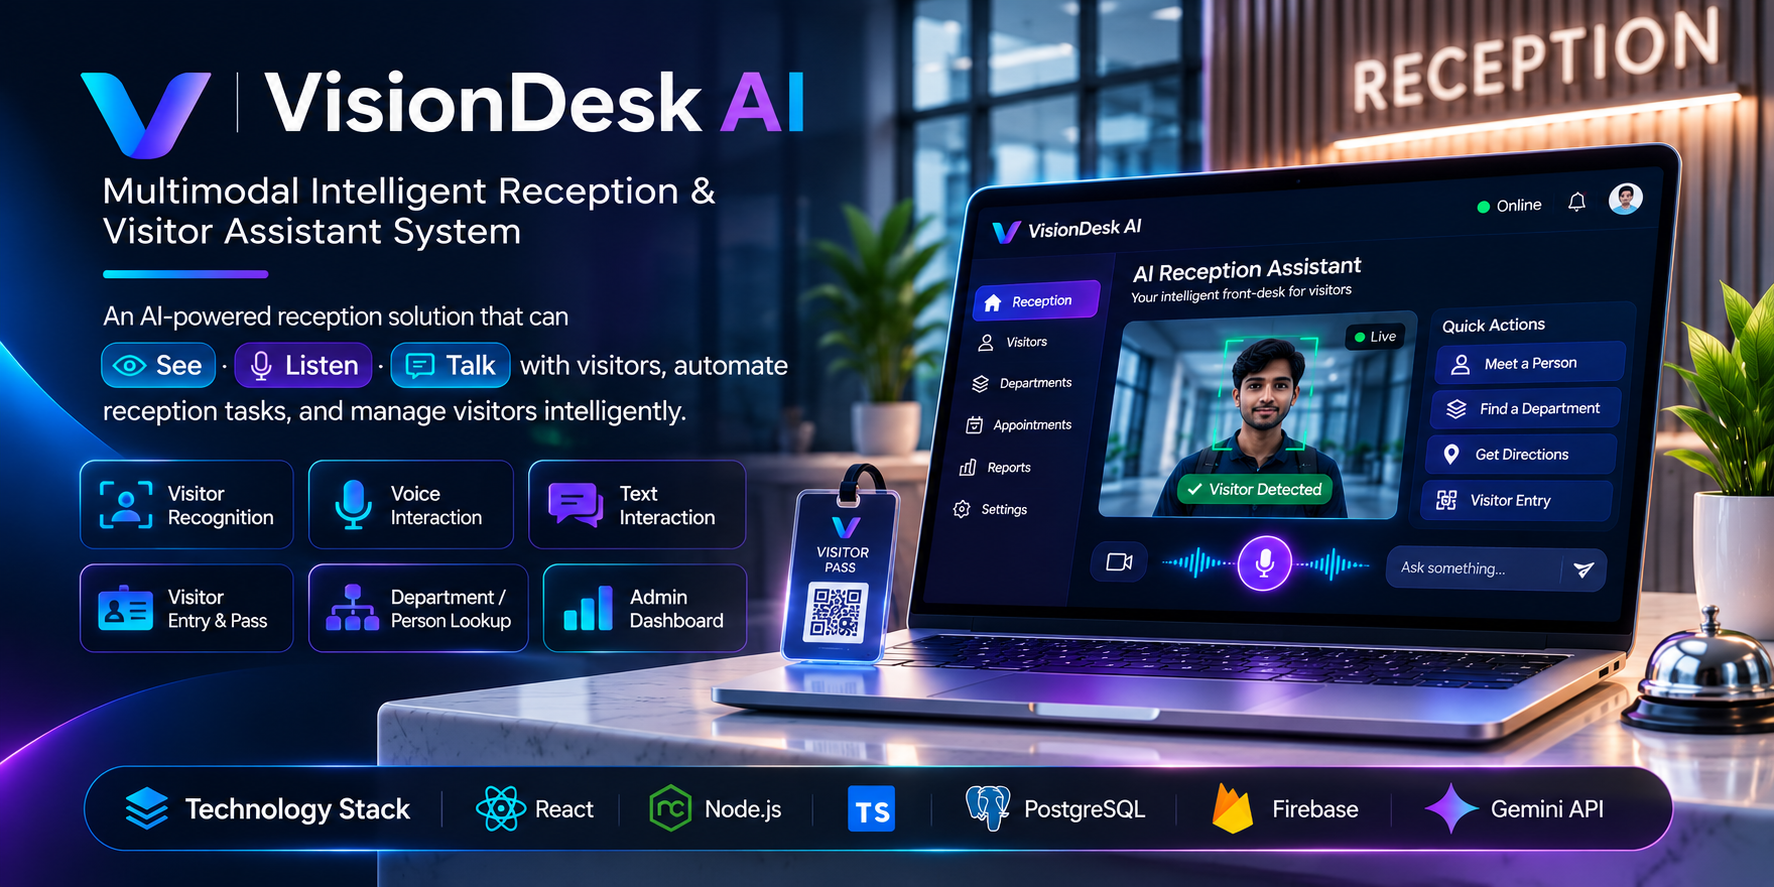 VisionDesk AI
Multimodal Intelligent Reception &
Visitor Assistant System
An AI-powered reception solution that can
See · Listen · Talk with visitors, automate
reception tasks, and manage visitors intelligently.
Visitor
Recognition
Voice
Interaction
Text
Interaction
Visitor
Entry & Pass
Department /
Person Lookup
Admin
Dashboard
VISITOR
PASS
RECEPTION
VisionDesk AI
Online
Reception
Visitors
Departments
Appointments
Reports
Settings
AI Reception Assistant
Your intelligent front-desk for visitors
Live
Visitor Detected
Quick Actions
Meet a Person
Find a Department
Get Directions
Visitor Entry
Ask something...
Technology Stack
React
Node.js
TS
PostgreSQL
Firebase
Gemini API